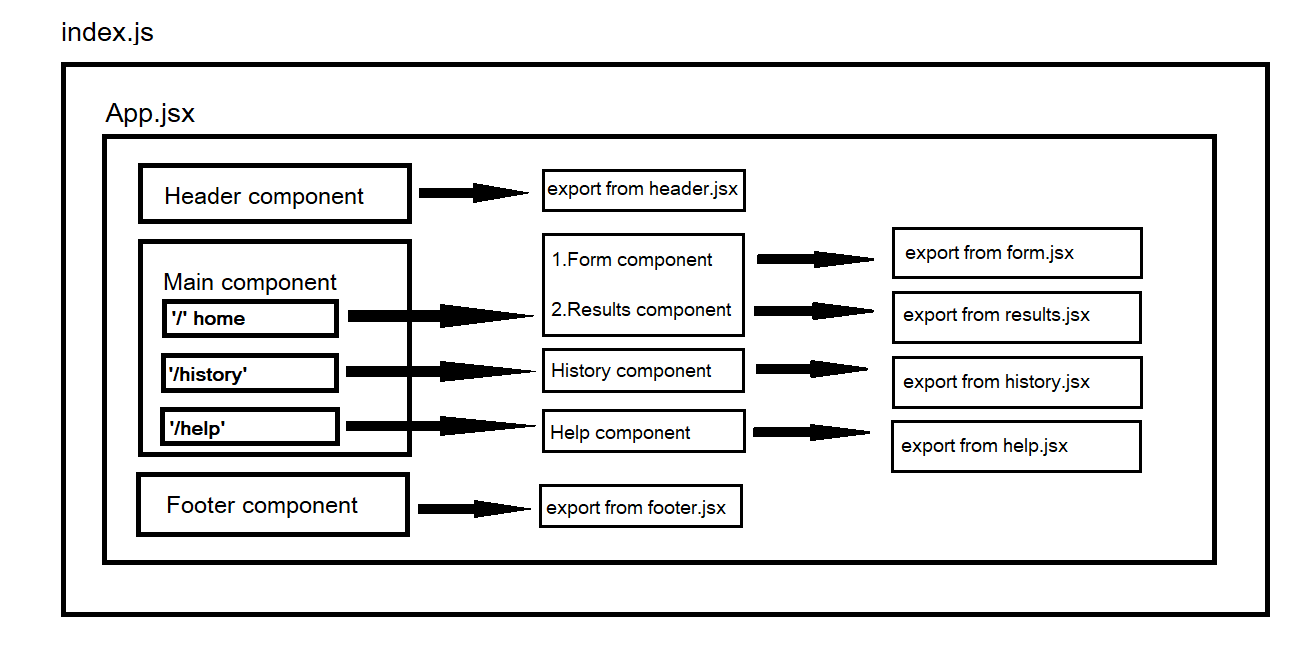 index.js
App.jsx
Header component
export from header.jsx
Main component
'/' home
1.Form component
export from form.jsx
2.Results component
export from results.jsx
'/history'
History component
export from history.jsx
'/help'
Help component
export from help.jsx
Footer component
export from footer.jsx